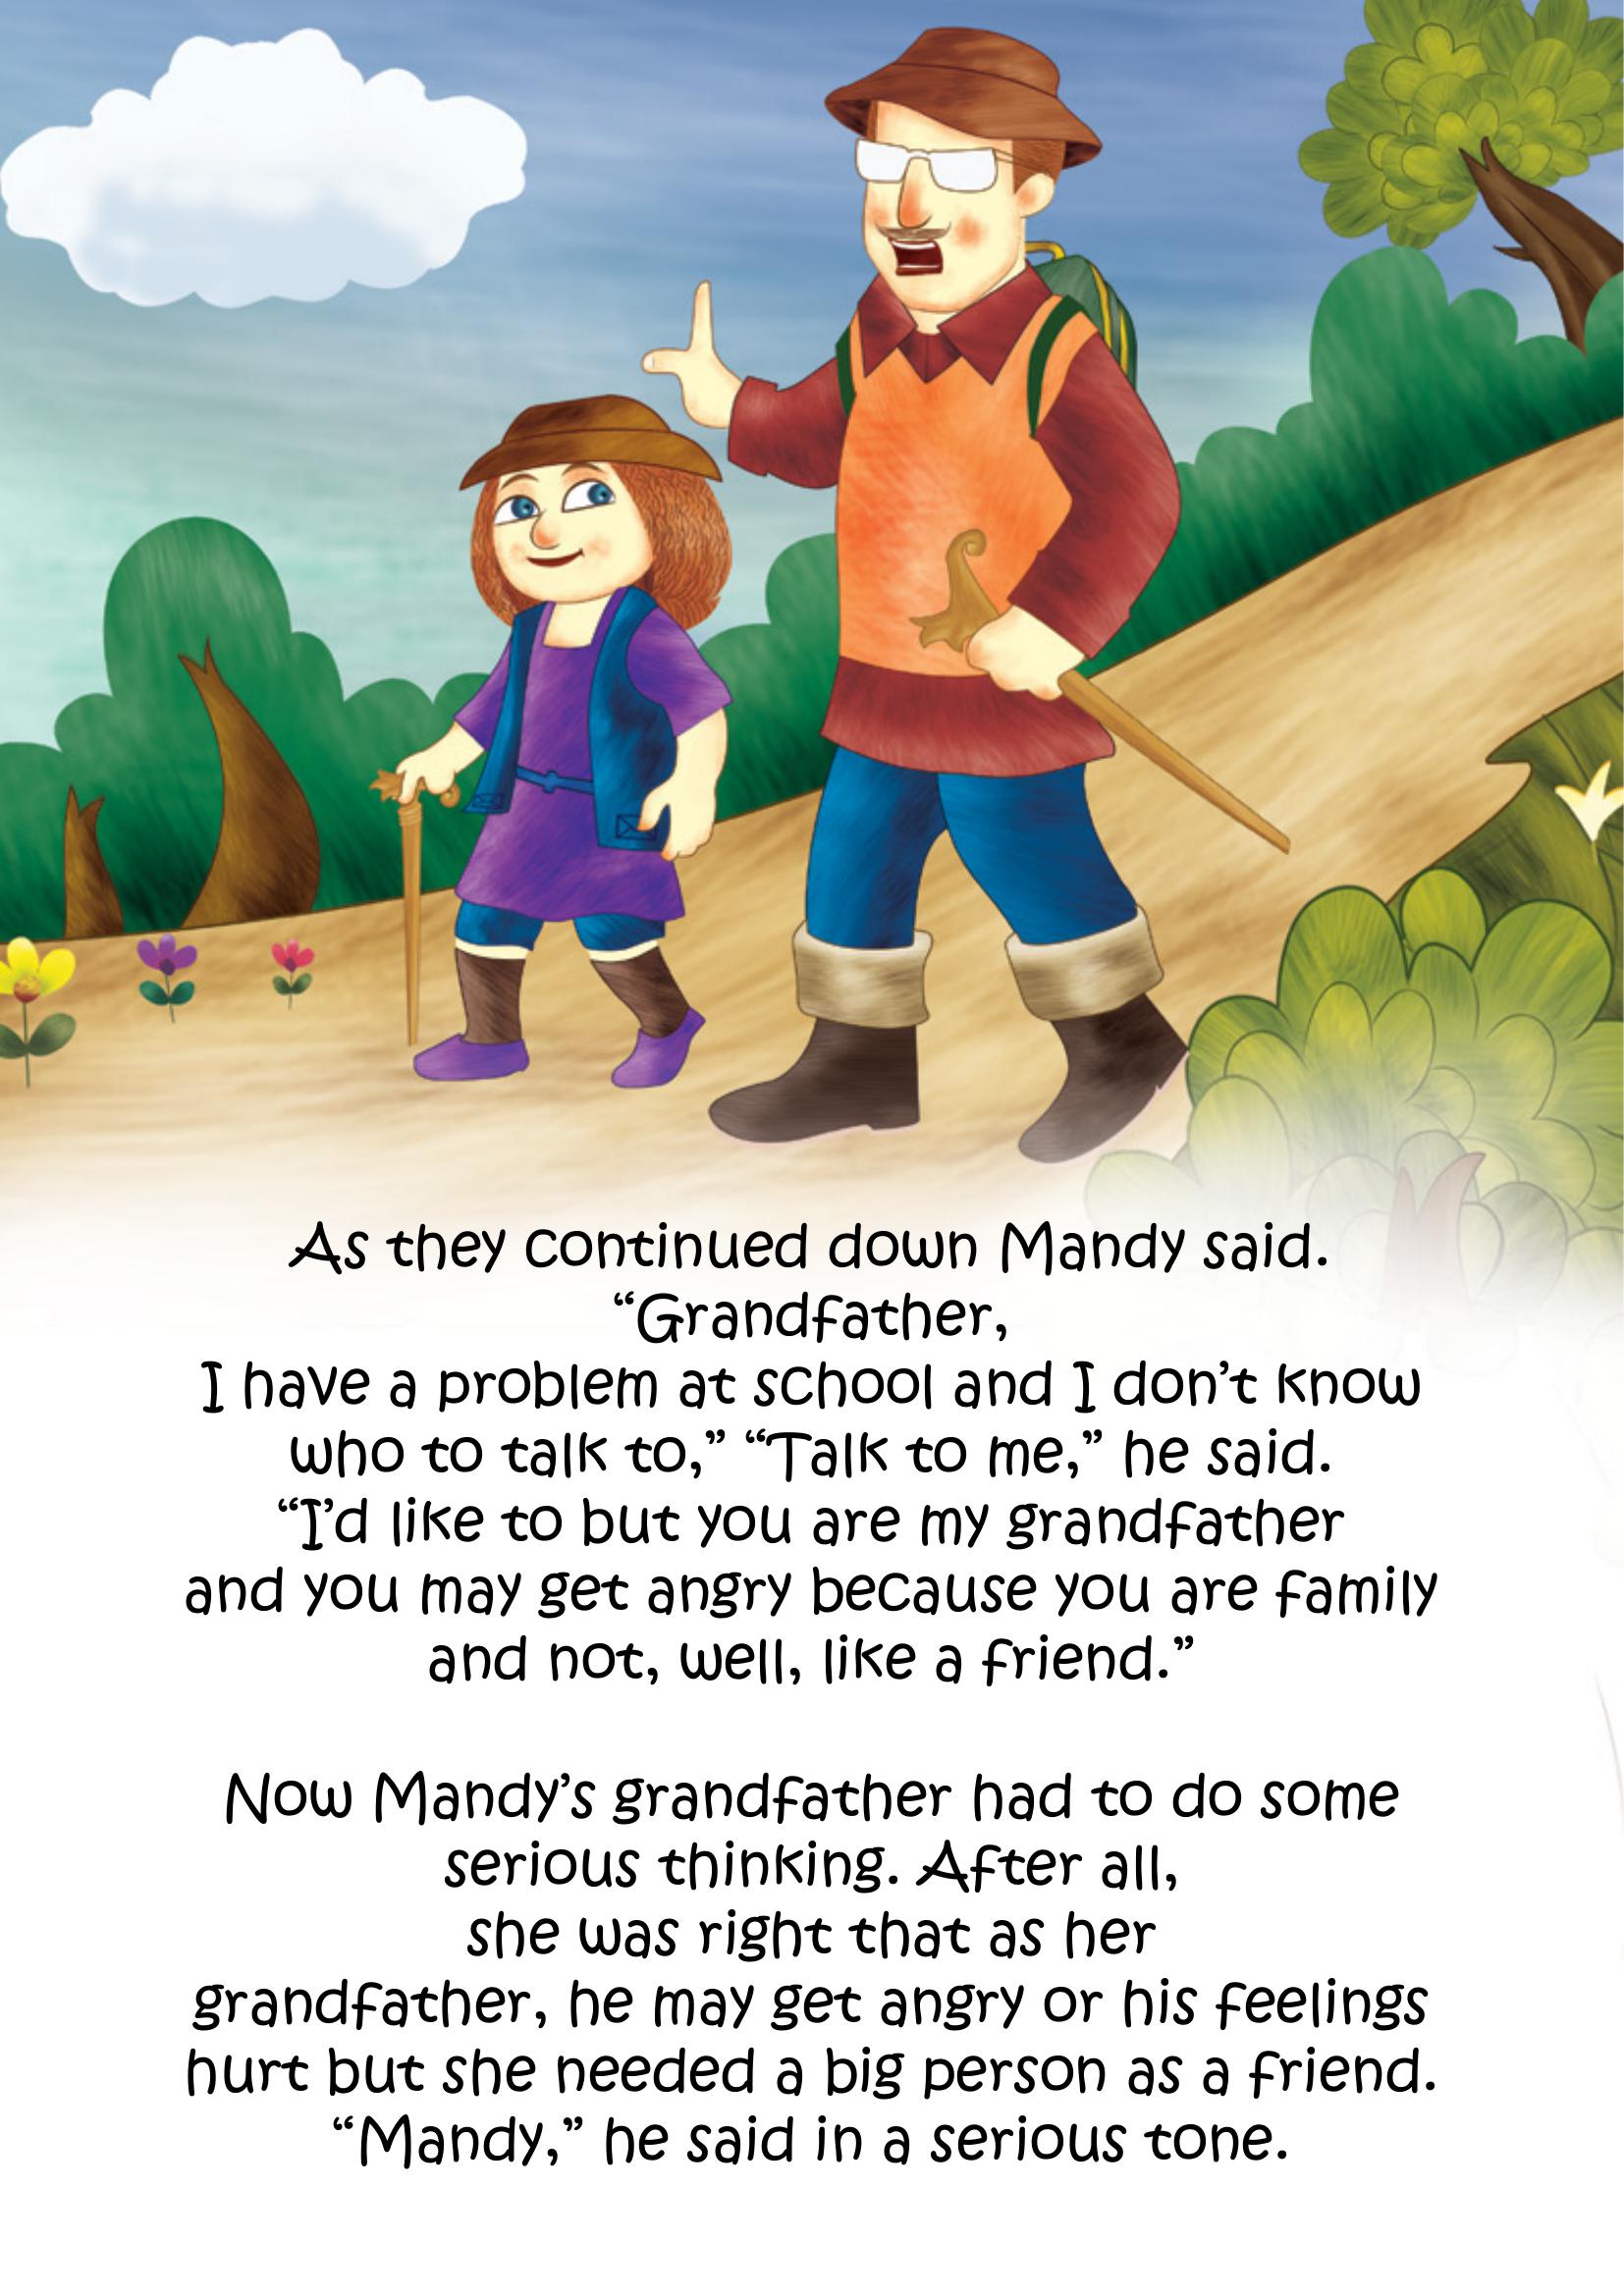 As they continued down Mandy said.
“Grandfather,
I have a problem at school and I don’t know
who to talk to,” “Talk to me,” he said.
“I’d like to but you are my grandfather
and you may get angry because you are family
and not, well, like a friend.”
Now Mandy’s grandfather had to do some
serious thinking. After all,
she was right that as her
grandfather, he may get angry or his feelings
hurt but she needed a big person as a friend.
“Mandy,” he said in a serious tone.